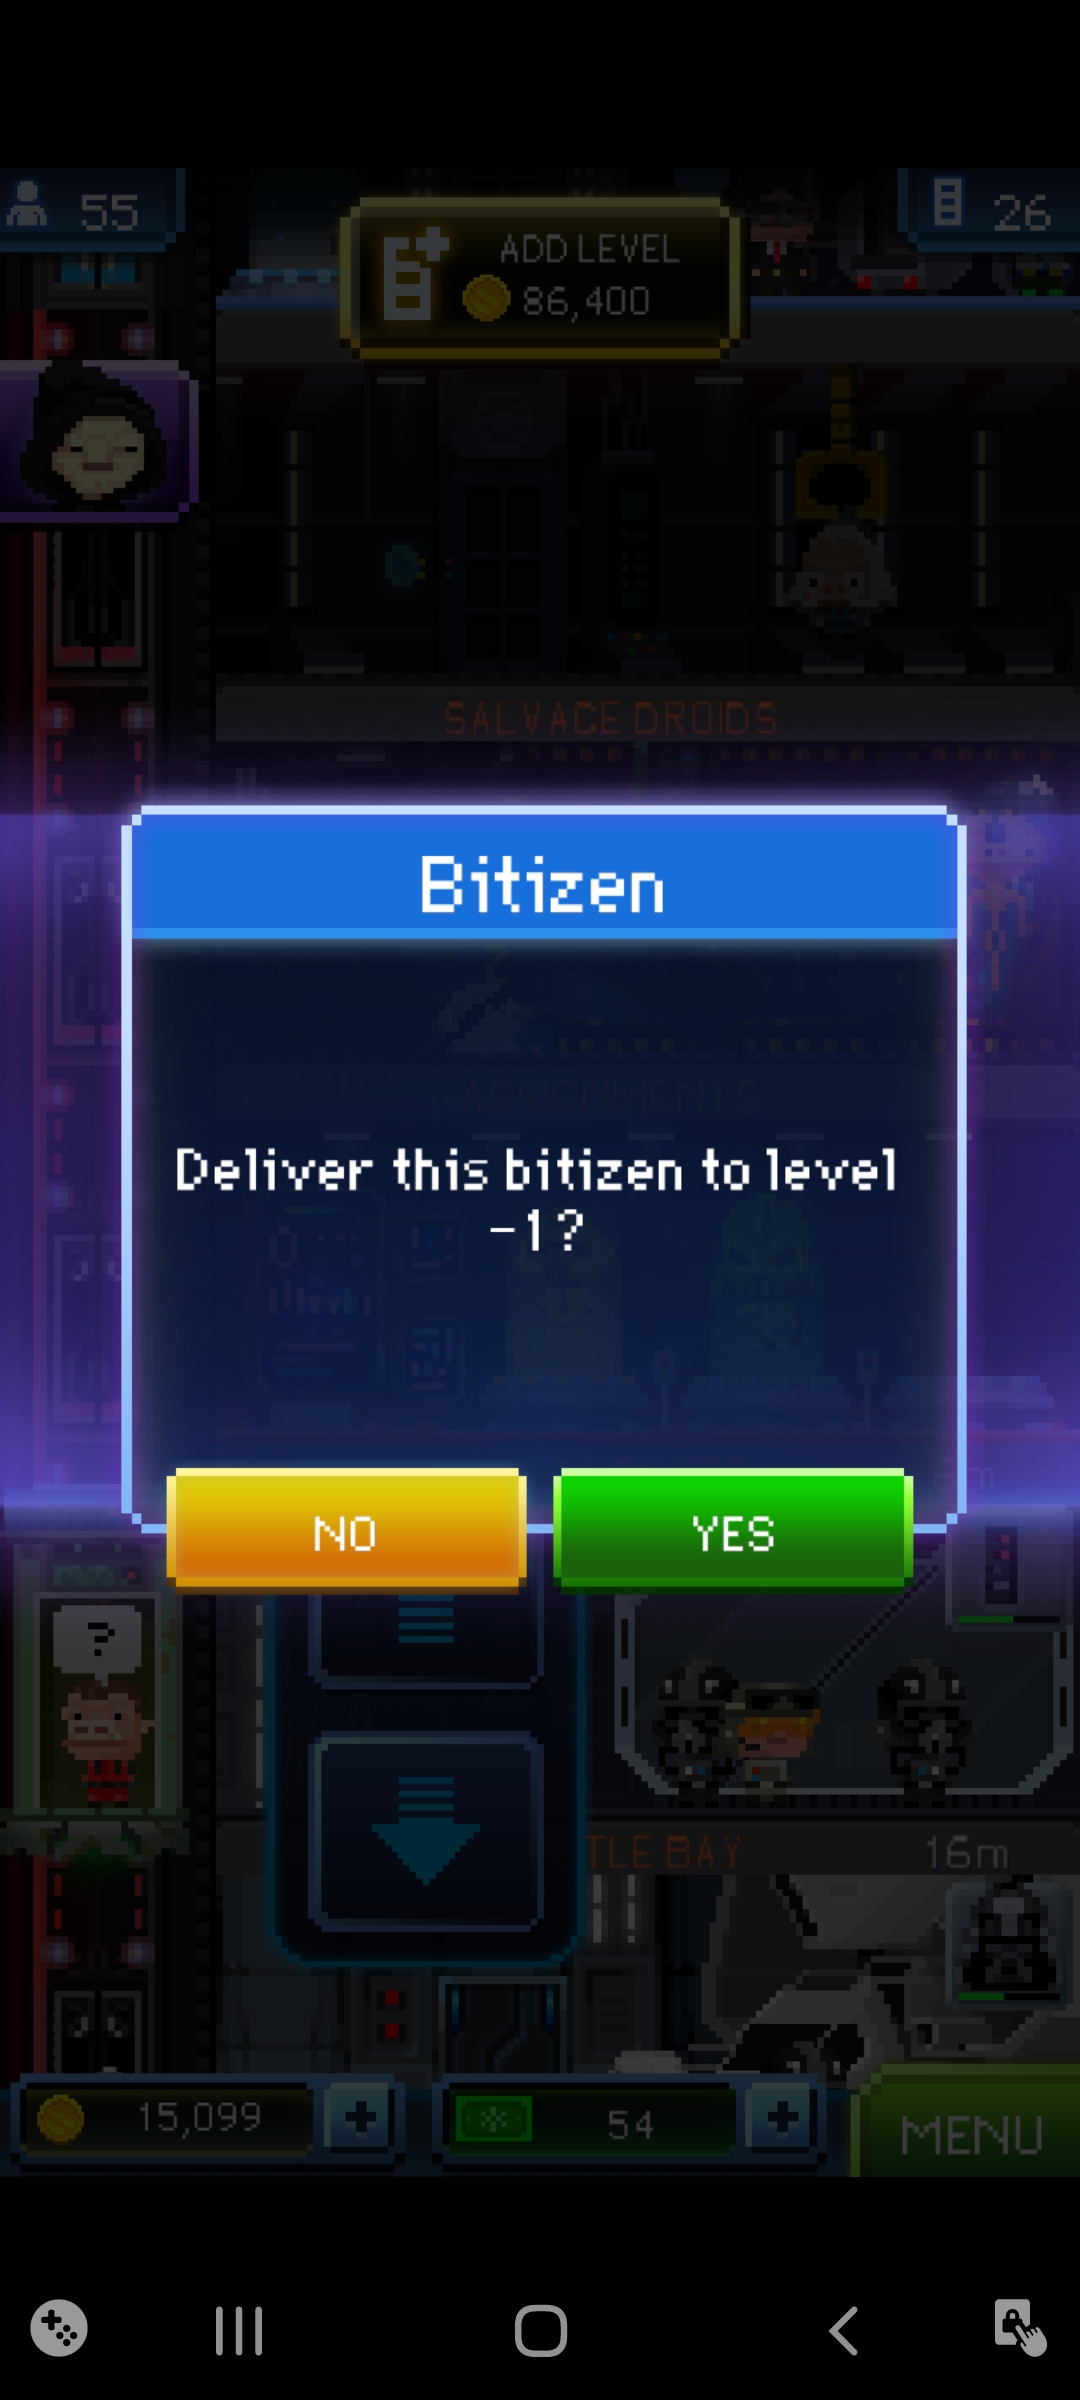 55
ADD LEVEL
86,400
26
SALVAGE DROIDS
Bitizen
ASSIGNMENTS
Deliver this bitizen to level
-1?
NO
YES
?
TLE BAY
16m
15,099
54
MENU